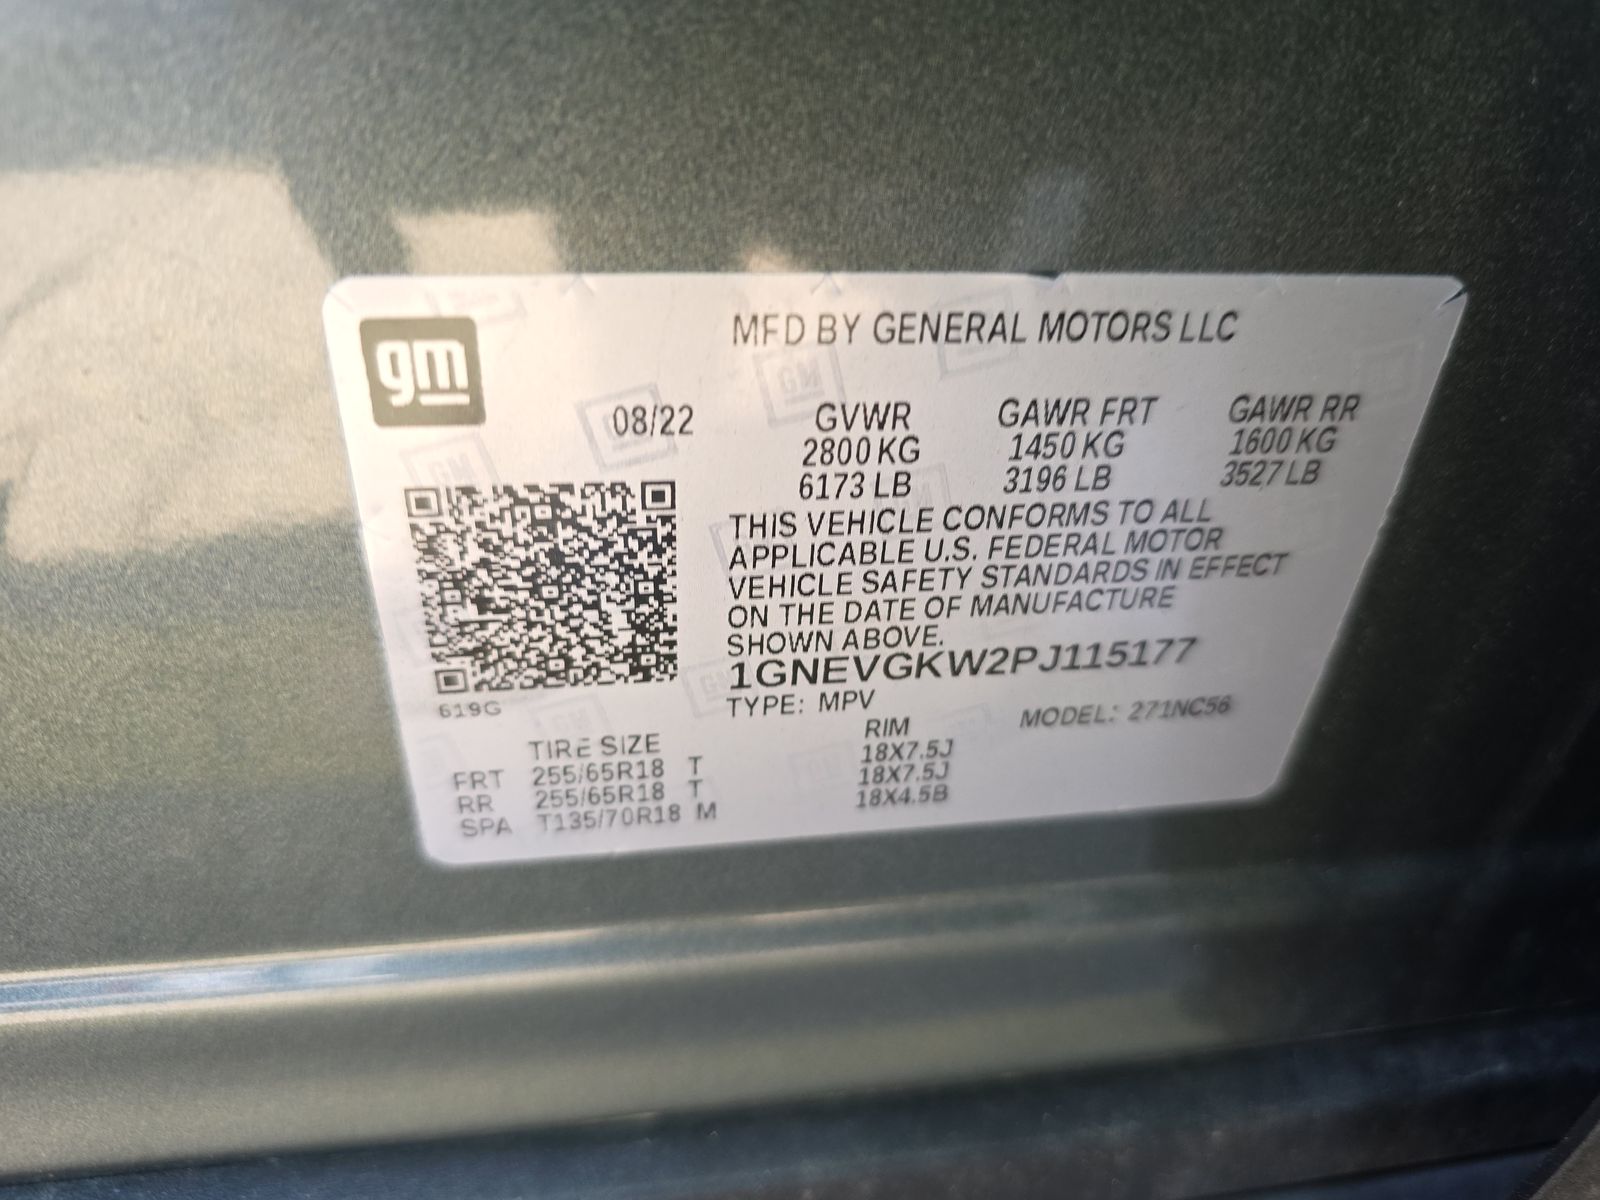 gm
MFD BY GENERAL MOTORS LLC
08/22 GVWR GAWR FRT GAWR RR
2800 KG 1450 KG 1600 KG
6173 LB 3196 LB 3527 LB
THIS VEHICLE CONFORMS TO ALL
APPLICABLE U.S. FEDERAL MOTOR
VEHICLE SAFETY STANDARDS IN EFFECT
ON THE DATE OF MANUFACTURE
SHOWN ABOVE.
1GNEVGKW2PJ115177
619G
TYPE: MPV MODEL: 271NC56
TIRE SIZE RIM
FRT 255/65R18 T 18X7.5J
RR 255/65R18 T 18X7.5J
SPA T135/70R18 M 18X4.5B